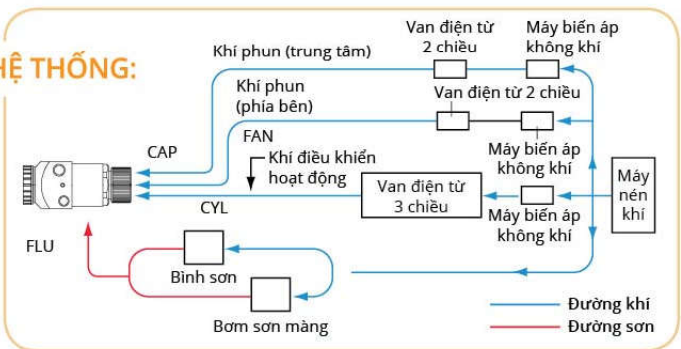 HỆ THỐNG:
Khí phun (trung tâm)
Van điện từ
2 chiều
Máy biến áp
không khí
Khí phun
(phía bên)
Van điện từ 2 chiều
CAP
FAN
Khí điều khiển
hoạt động
Máy biến áp
không khí
Van điện từ
3 chiều
Máy
nén
khí
CYL
Máy biến áp
không khí
FLU
Bình sơn
Bơm sơn màng
Đường khí
Đường sơn